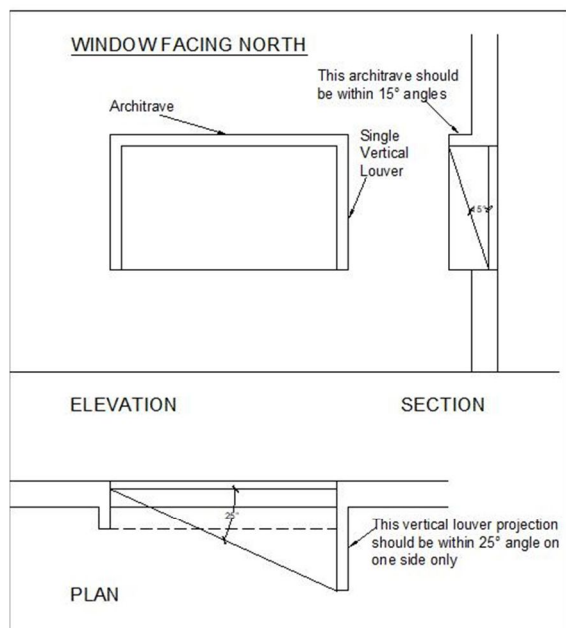 WINDOW FACING NORTH
This architrave should
be within 15° angles
Architrave
Single
Vertical
Louver
15°
ELEVATION
SECTION
25°
This vertical louver projection
should be within 25° angle on
one side only
PLAN